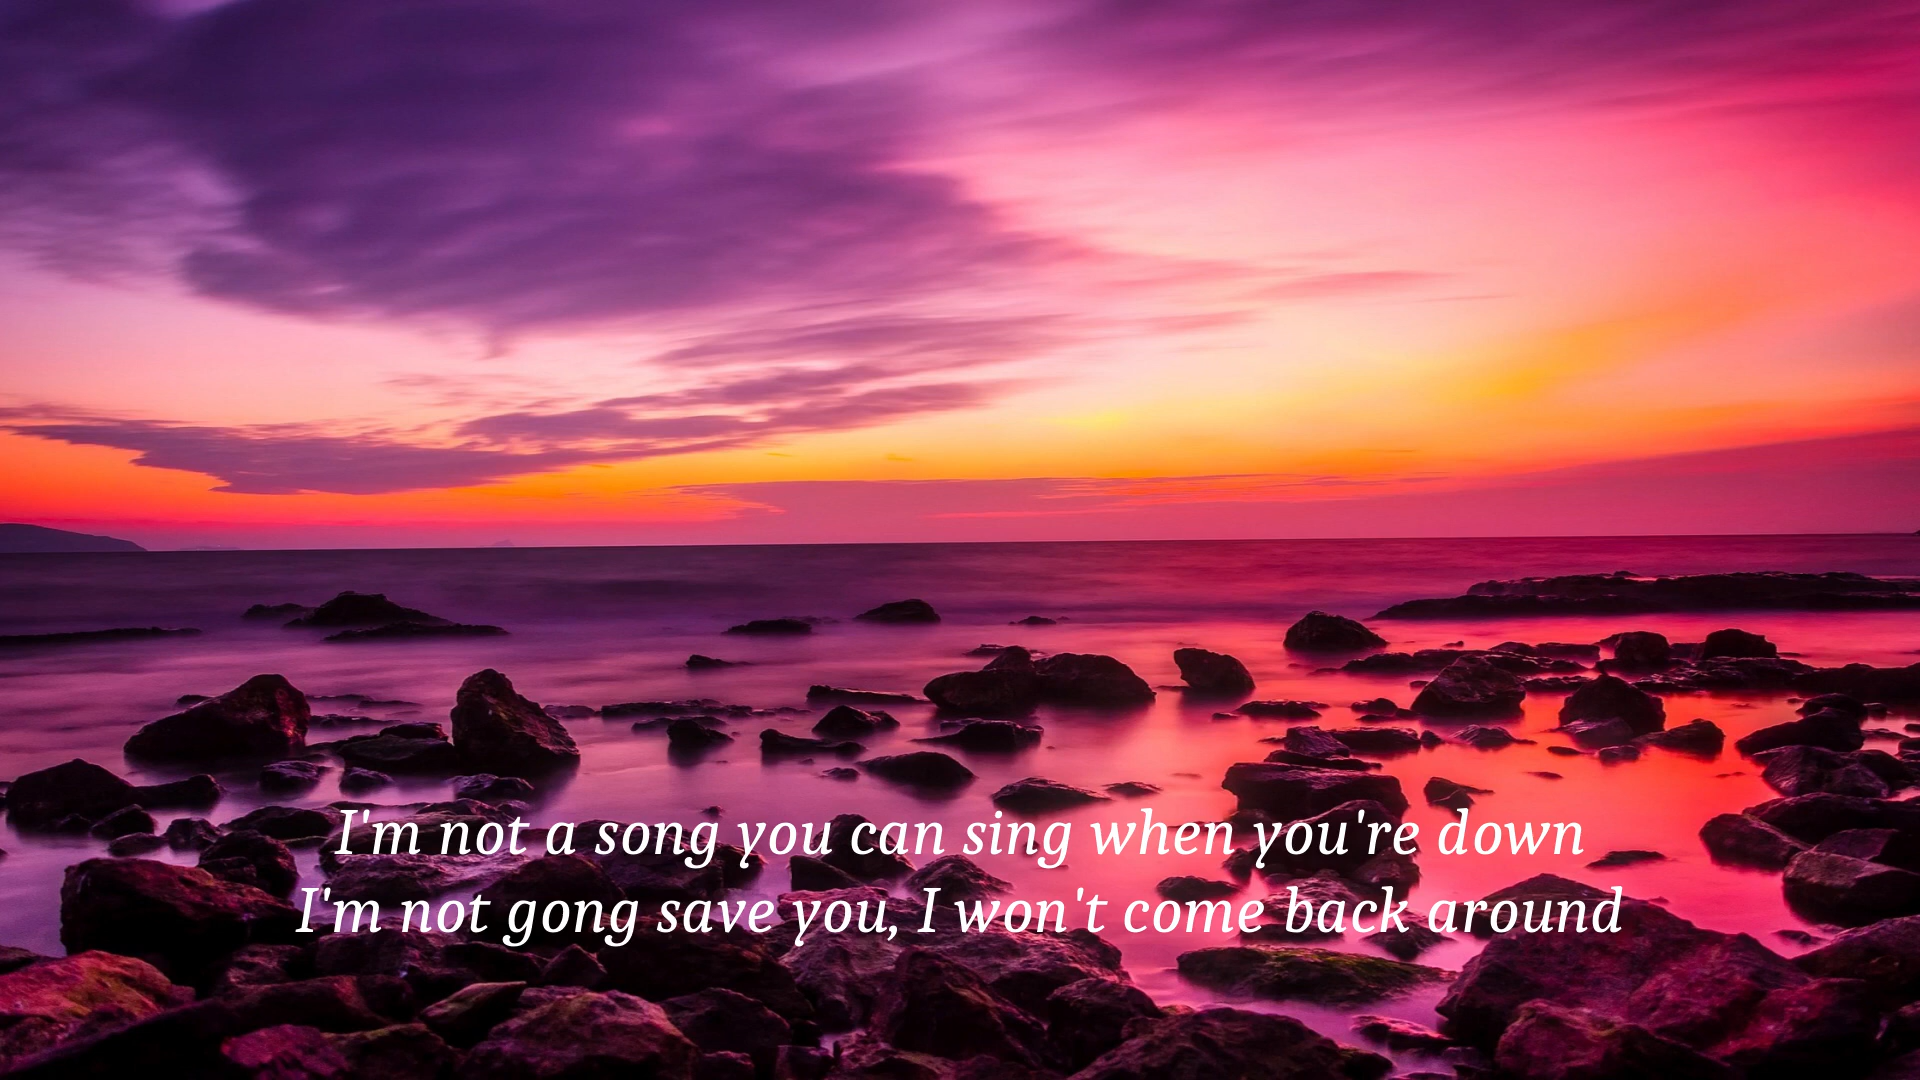 I'm not a song you can sing when you're down
I'm not gong save you, I won't come back around